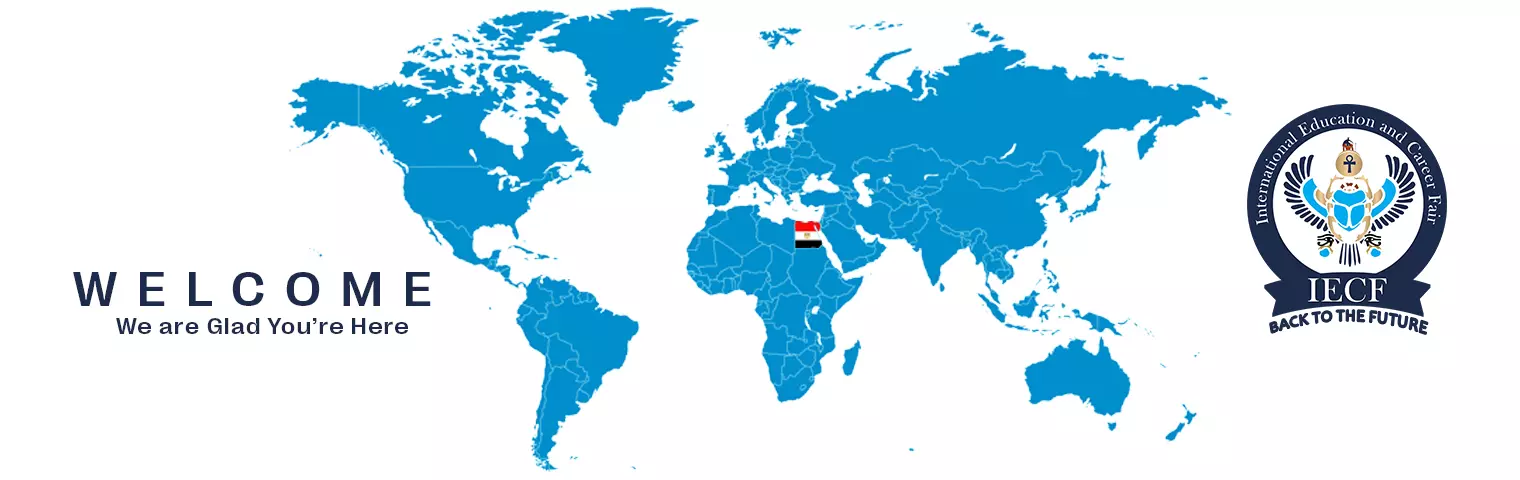 WELCOME
We are Glad You're Here
International Education and Career Fair
IECF
BACK TO THE FUTURE